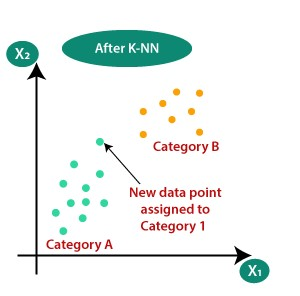 After K-NN
X2
Category B
New data point
assigned to
Category 1
Category A
X1